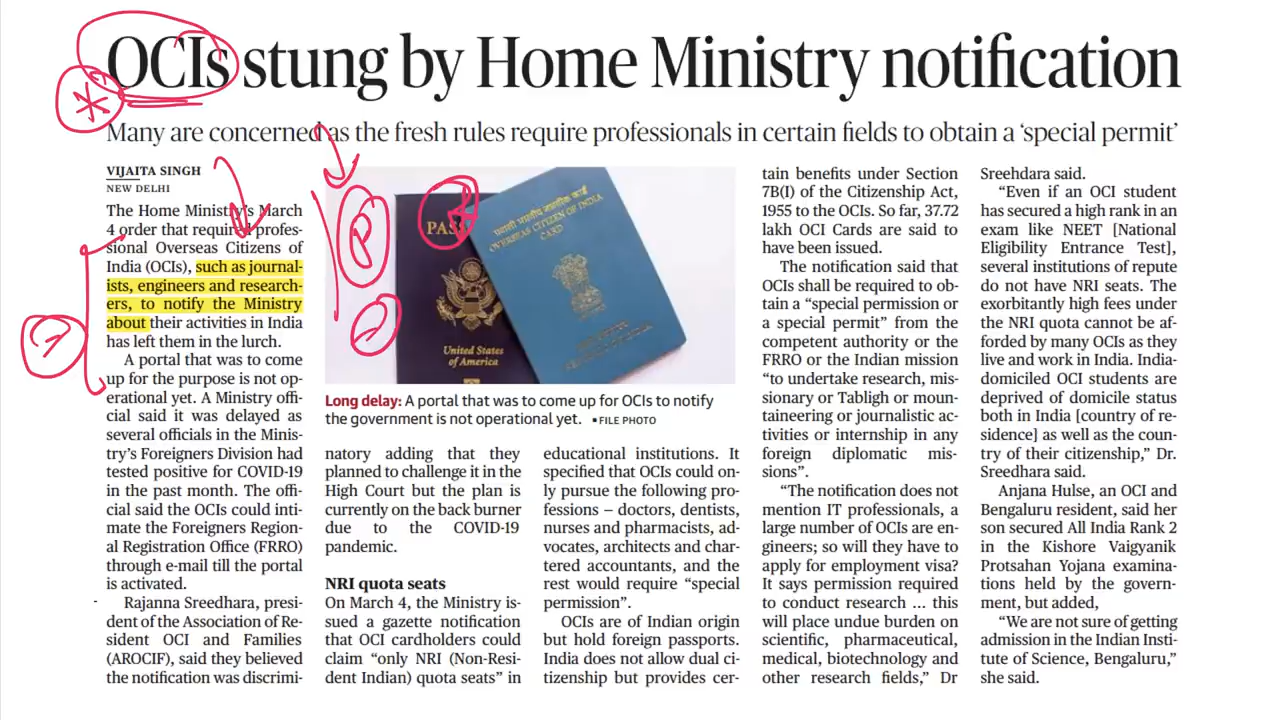 OCIs stung by Home Ministry notification
Many are concerned as the fresh rules require professionals in certain fields to obtain a ‘special permit’
VIJAITA SINGH
NEW DELHI
The Home Ministry’s March
4 order that required profes-
sional Overseas Citizens of
India (OCIs), such as journal-
ists, engineers and research-
ers, to notify the Ministry
about their activities in India
has left them in the lurch.
A portal that was to come
up for the purpose is not op-
erational yet. A Ministry offi-
cial said it was delayed as
several officials in the Minis-
try’s Foreigners Division had
tested positive for COVID-19
in the past month. The offi-
cial said the OCIs could inti-
mate the Foreigners Region-
al Registration Office (FRRO)
through e-mail till the portal
is activated.
Rajanna Sreedhara, presi-
dent of the Association of Re-
sident OCI and Families
(AROCIF), said they believed
the notification was discrimi-
PASS
United States
of America
प्रवासी भारतीय नागरिक कार्ड
OVERSEAS CITIZEN OF INDIA
CARD
Long delay: A portal that was to come up for OCIs to notify
the government is not operational yet. ▪FILE PHOTO
natory adding that they
planned to challenge it in the
High Court but the plan is
currently on the back burner
due to the COVID-19
pandemic.
NRI quota seats
On March 4, the Ministry is-
sued a gazette notification
that OCI cardholders could
claim “only NRI (Non-Resi-
dent Indian) quota seats” in
educational institutions. It
specified that OCIs could on-
ly pursue the following pro-
fessions – doctors, dentists,
nurses and pharmacists, ad-
vocates, architects and char-
tered accountants, and the
rest would require “special
permission”.
OCIs are of Indian origin
but hold foreign passports.
India does not allow dual ci-
tizenship but provides cer-
tain benefits under Section
7B(I) of the Citizenship Act,
1955 to the OCIs. So far, 37.72
lakh OCI Cards are said to
have been issued.
The notification said that
OCIs shall be required to ob-
tain a “special permission or
a special permit” from the
competent authority or the
FRRO or the Indian mission
“to undertake research, mis-
sionary or Tabligh or moun-
taineering or journalistic ac-
tivities or internship in any
foreign diplomatic mis-
sions”.
“The notification does not
mention IT professionals, a
large number of OCIs are en-
gineers; so will they have to
apply for employment visa?
It says permission required
to conduct research ... this
will place undue burden on
scientific, pharmaceutical,
medical, biotechnology and
other research fields,” Dr
Sreehdara said.
“Even if an OCI student
has secured a high rank in an
exam like NEET [National
Eligibility Entrance Test],
several institutions of repute
do not have NRI seats. The
exorbitantly high fees under
the NRI quota cannot be af-
forded by many OCIs as they
live and work in India. India-
domiciled OCI students are
deprived of domicile status
both in India [country of re-
sidence] as well as the coun-
try of their citizenship,” Dr.
Sreedhara said.
Anjana Hulse, an OCI and
Bengaluru resident, said her
son secured All India Rank 2
in the Kishore Vaigyanik
Protsahan Yojana examina-
tions held by the govern-
ment, but added,
“We are not sure of getting
admission in the Indian Insti-
tute of Science, Bengaluru,”
she said.